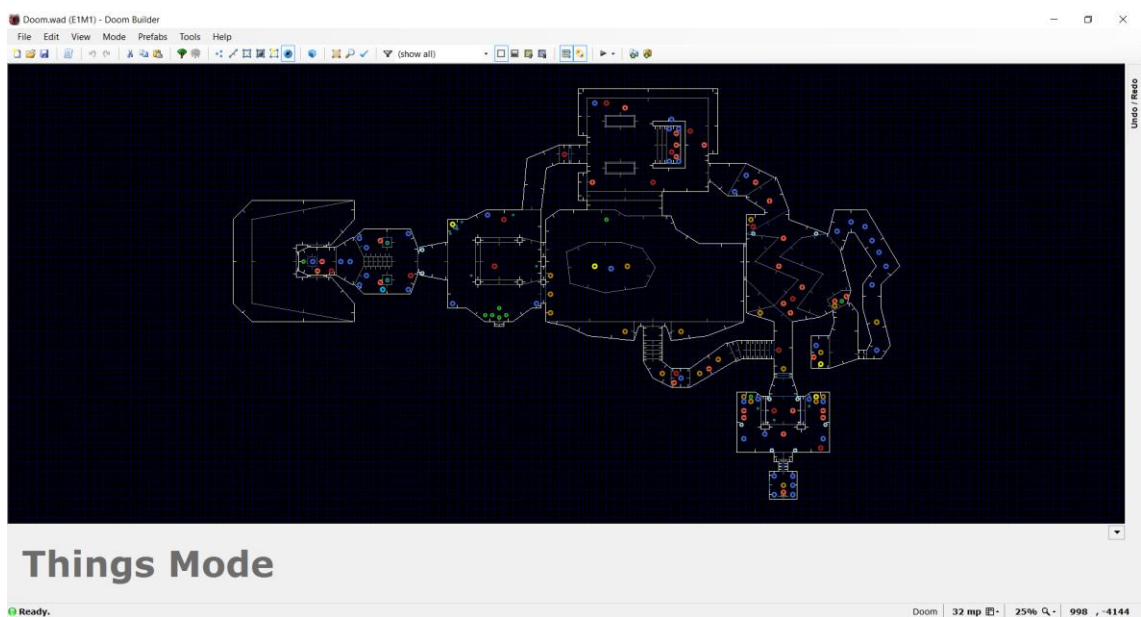 Doom.wad (E1M1) - Doom Builder
File Edit View Mode Prefabs Tools Help
(show all)
Undo / Redo
Things Mode
Ready.
Doom 32 mp 25% 998 , -4144